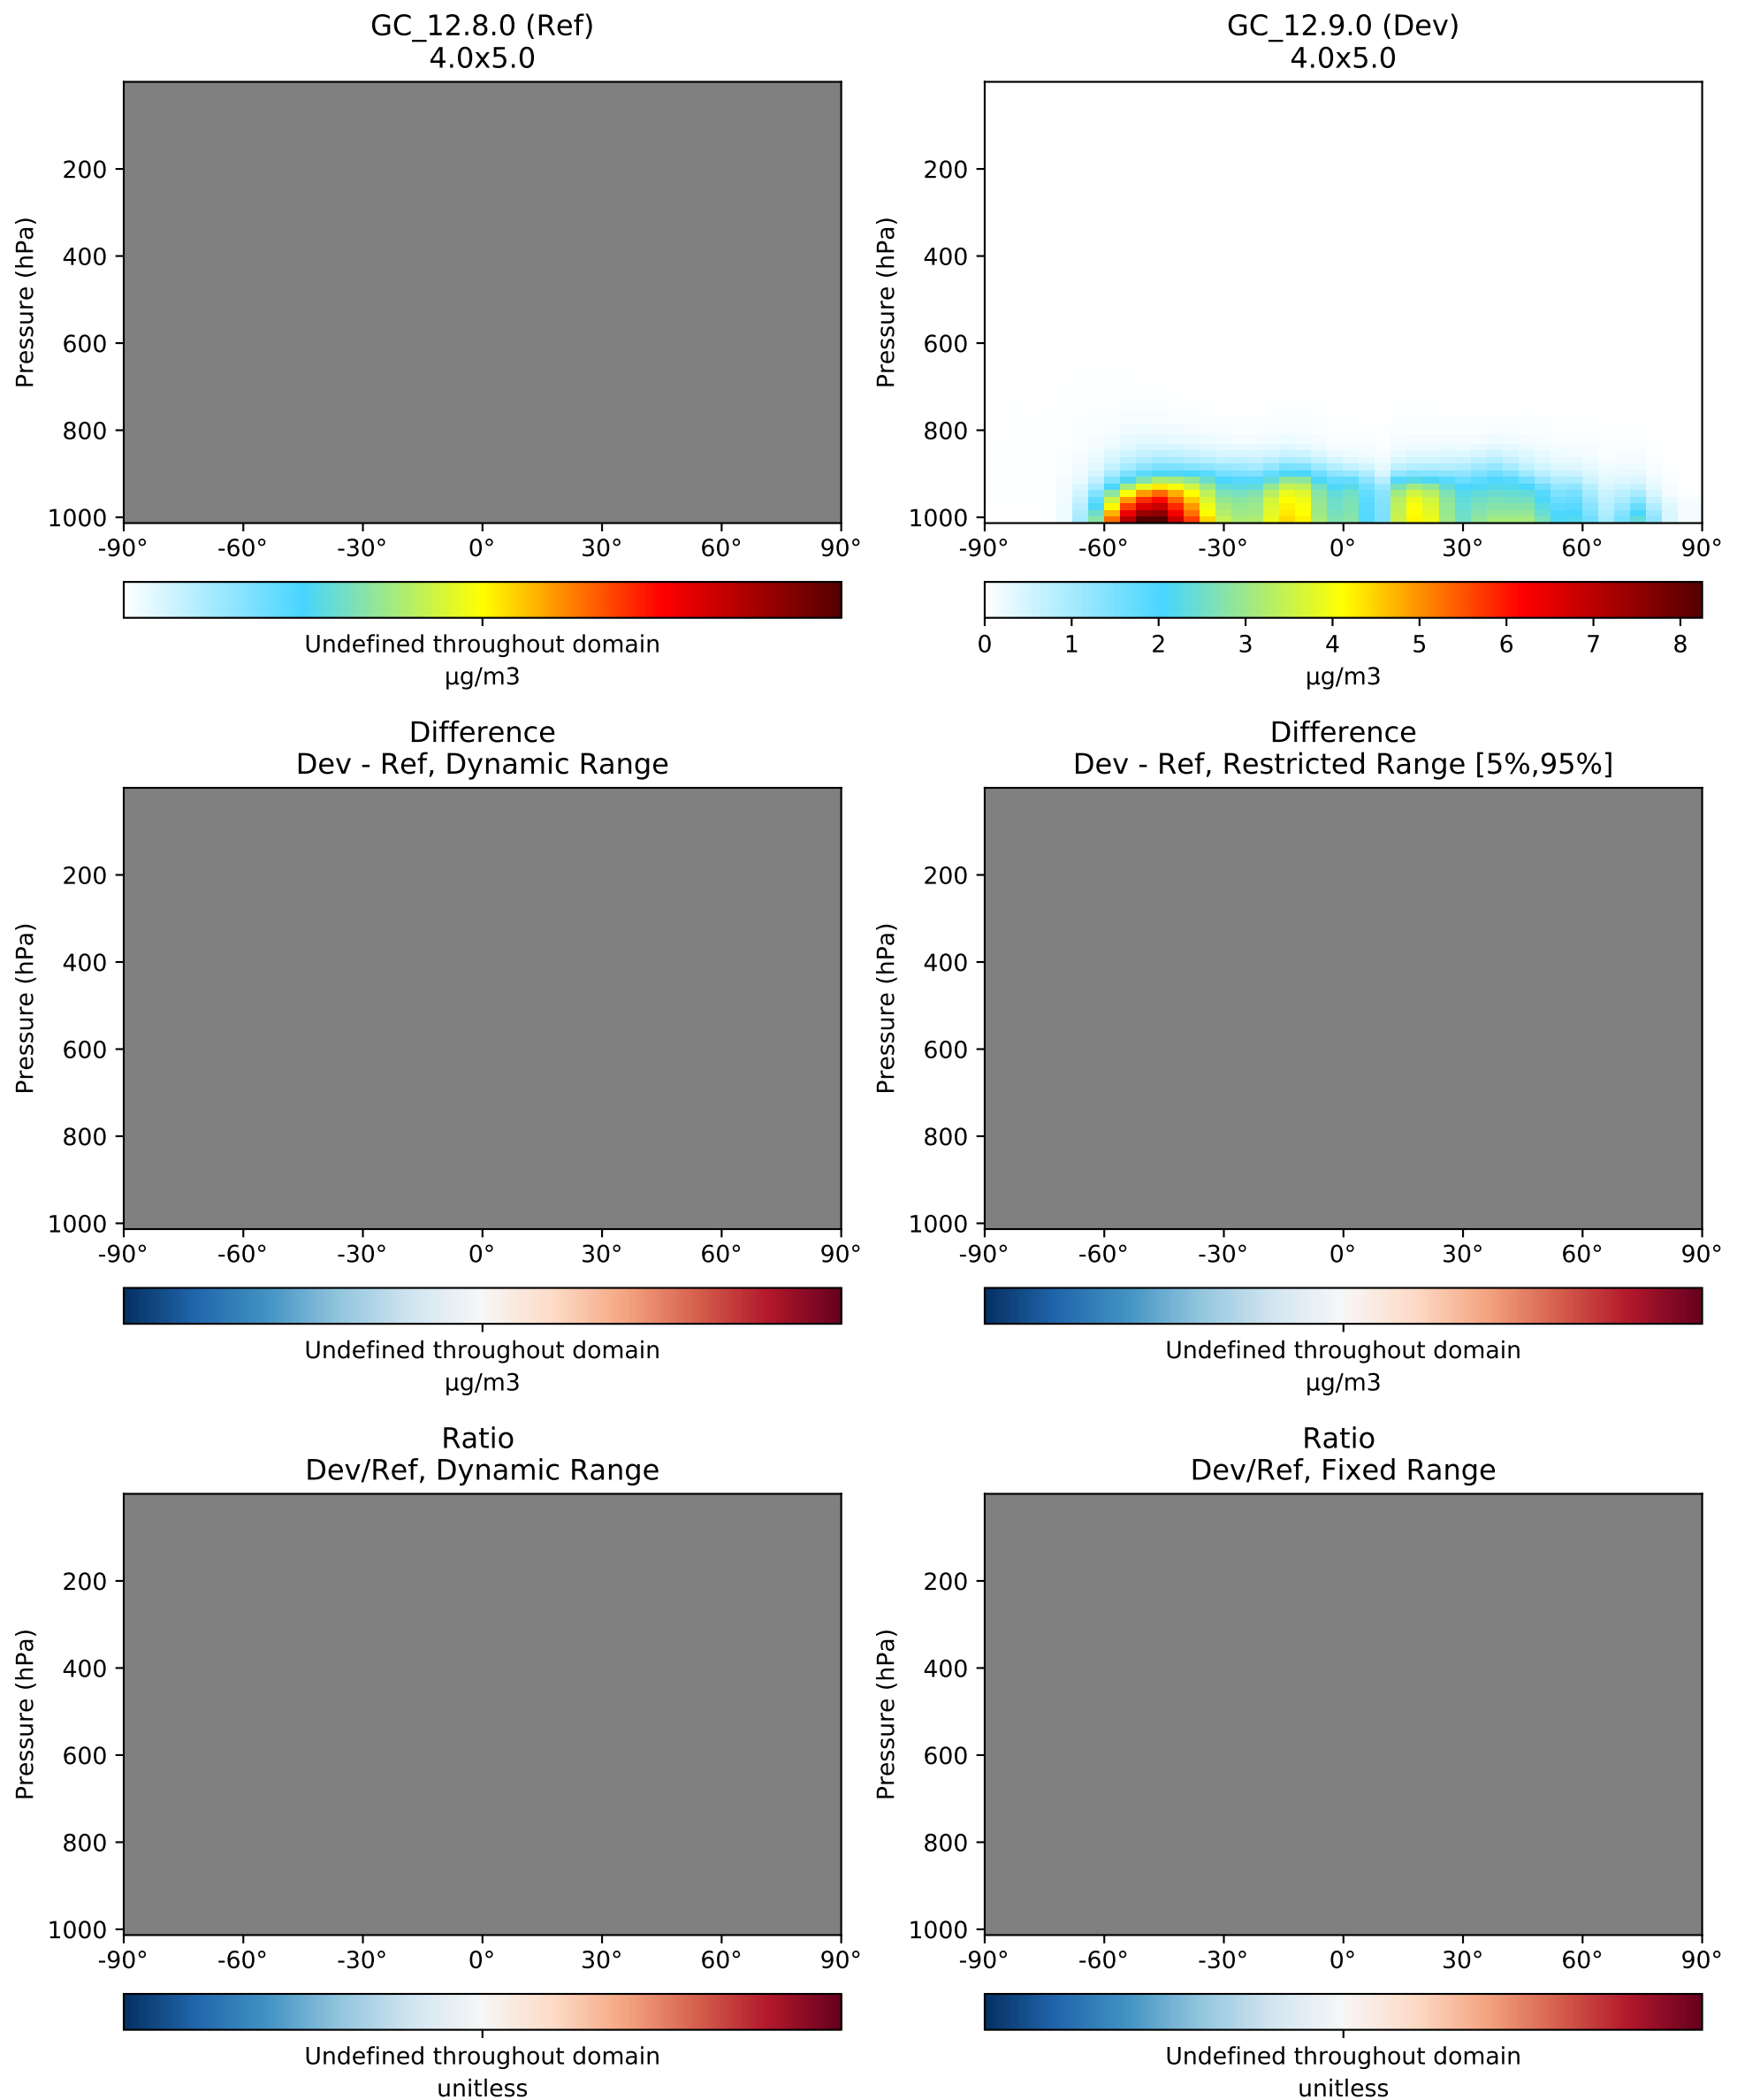 GC_12.8.0 (Ref)
4.0x5.0
Pressure (hPa)
200
400
600
800
1000
-90° -60° -30° 0° 30° 60° 90°
Undefined throughout domain
µg/m3
GC_12.9.0 (Dev)
4.0x5.0
Pressure (hPa)
200
400
600
800
1000
-90° -60° -30° 0° 30° 60° 90°
0 1 2 3 4 5 6 7 8
µg/m3
Difference
Dev - Ref, Dynamic Range
Pressure (hPa)
200
400
600
800
1000
-90° -60° -30° 0° 30° 60° 90°
Undefined throughout domain
µg/m3
Difference
Dev - Ref, Restricted Range [5%,95%]
Pressure (hPa)
200
400
600
800
1000
-90° -60° -30° 0° 30° 60° 90°
Undefined throughout domain
µg/m3
Ratio
Dev/Ref, Dynamic Range
Pressure (hPa)
200
400
600
800
1000
-90° -60° -30° 0° 30° 60° 90°
Undefined throughout domain
unitless
Ratio
Dev/Ref, Fixed Range
Pressure (hPa)
200
400
600
800
1000
-90° -60° -30° 0° 30° 60° 90°
Undefined throughout domain
unitless